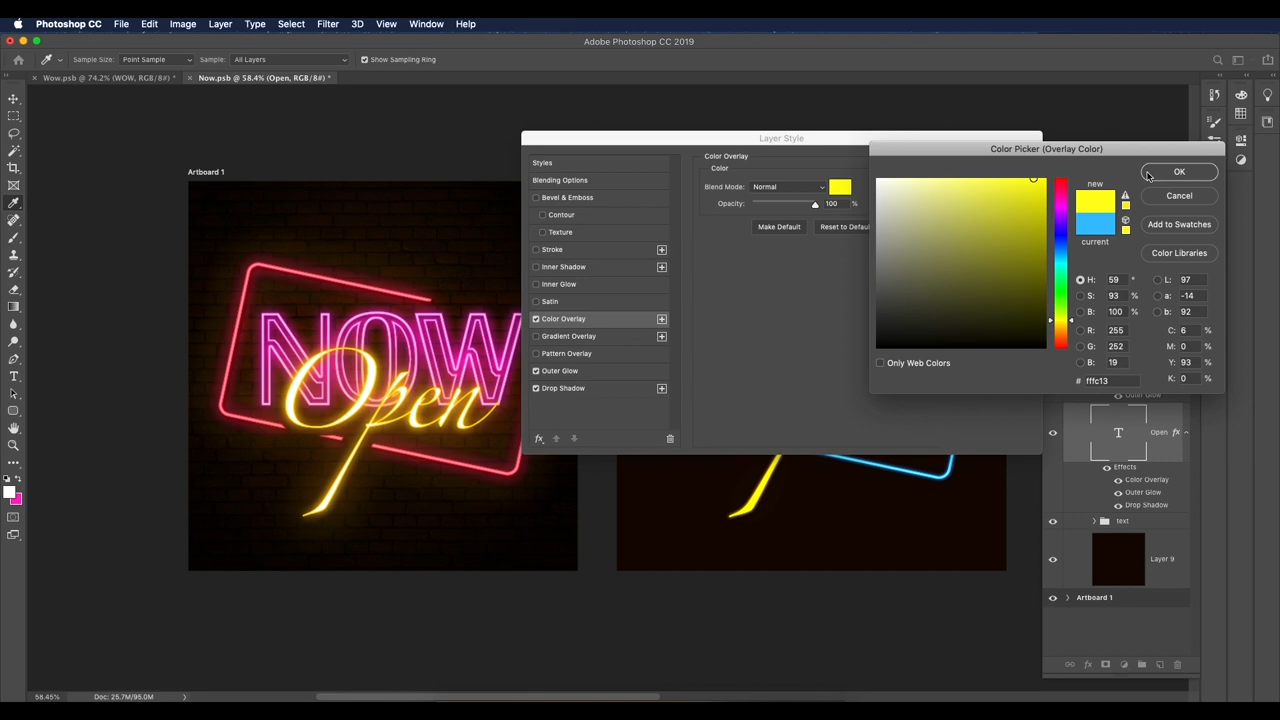 Photoshop CC File Edit Image Layer Type Select Filter 3D View Window Help
Adobe Photoshop CC 2019
Sample Size: Point Sample Sample: All Layers Show Sampling Ring
Wow.psb @ 74.2% (WOW, RGB/8#) * Now.psb @ 58.4% (Open, RGB/8#) *
Layer Style
Color Picker (Overlay Color)
Styles
Blending Options
Bevel & Emboss
Contour
Texture
Stroke
Inner Shadow
Inner Glow
Satin
Color Overlay
Gradient Overlay
Pattern Overlay
Outer Glow
Drop Shadow
fx
Color Overlay
Color
Blend Mode: Normal
Opacity: 100 %
Make Default Reset to Defau
new
current
OK
Cancel
Add to Swatches
Color Libraries
H: 59 ° L: 97
S: 93 % a: -14
B: 100 % b: 92
R: 255 C: 6 %
G: 252 M: 0 %
B: 19 Y: 93 %
# fffc13 K: 0 %
Only Web Colors
Artboard 1
NOW
Open
Outer Glow
T Open fx
Effects
Color Overlay
Outer Glow
Drop Shadow
text
Layer 9
Artboard 1
fx
58.45% Doc: 25.7M/95.0M